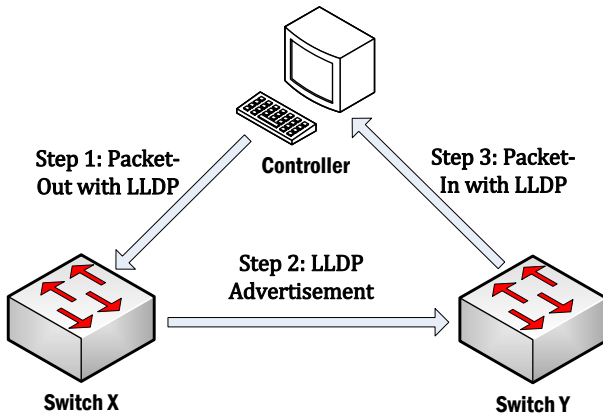 Step 1: Packet-
Out with LLDP
Controller
Step 3: Packet-
In with LLDP
Step 2: LLDP
Advertisement
Switch X
Switch Y